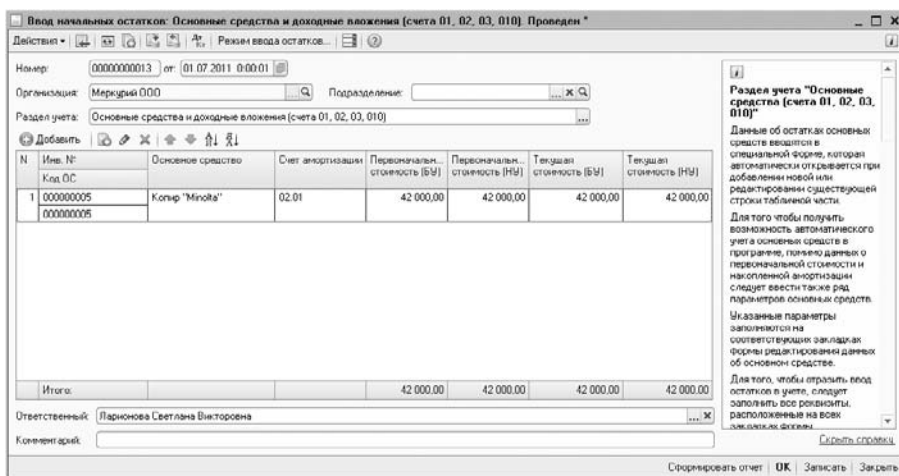 Ввод начальных остатков: Основные средства и доходные вложения (счета 01, 02, 03, 010). Проведен *
Действия Режим ввода остатков...
Номер: 00000000013 от: 01.07.2011 0:00:01
Организация: Меркурий ООО Подразделение:
Раздел учета: Основные средства и доходные вложения (счета 01, 02, 03, 010)
Добавить
N Инв. № Основное средство Счет амортизации Первоначальн... стоимость (БУ) Первоначальн... стоимость (НУ) Текущая стоимость (БУ) Текущая стоимость (НУ)
Код ОС
1 000000005 Копир "Minolta" 02.01 42 000,00 42 000,00 42 000,00 42 000,00
000000005
Итого: 42 000,00 42 000,00 42 000,00 42 000,00
Ответственный: Ларионова Светлана Викторовна
Комментарий:
Раздел учета "Основные
средства (счета 01, 02, 03,
010)"
Данные об остатках основных
средств вводятся в
специальной форме, которая
автоматически открывается при
добавлении новой или
редактировании существующей
строки табличной части.
Для того чтобы получить
возможность автоматического
учета основных средств в
программе, помимо данных о
первоначальной стоимости и
накопленной амортизации
следует ввести также ряд
параметров основных средств.
Указанные параметры
заполняются на
соответствующих закладках
формы редактирования данных
об основном средстве.
Для того, чтобы отразить ввод
остатков в учете, следует
заполнить все реквизиты,
расположенные на всех
закладках формы
Скрыть справку
Сформировать отчет OK Записать Закрыть